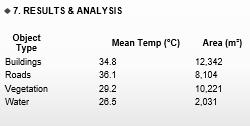 ◆ 7. RESULTS & ANALYSIS
Object Type Mean Temp (°C) Area (m²)
Buildings 34.8 12,342
Roads 36.1 8,104
Vegetation 29.2 10,221
Water 26.5 2,031